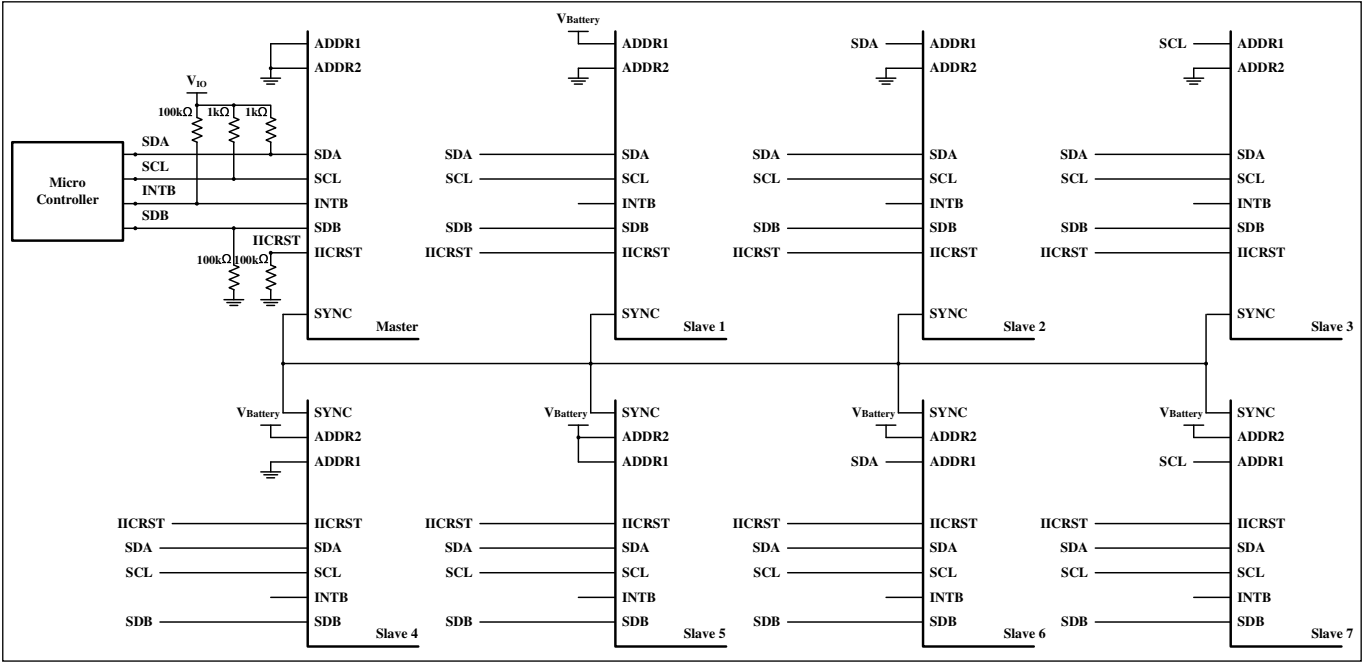 VBattery
ADDR1
ADDR2
VIO
100kΩ 1kΩ 1kΩ
Micro
Controller
SDA
SCL
INTB
SDB
IICRST
100kΩ 100kΩ
SDA
SCL
INTB
SDB
IICRST
SYNC
Master
ADDR1
ADDR2
SDA
SCL
SDB
IICRST
SDA
SCL
INTB
SDB
IICRST
SYNC
Slave 1
SDA
ADDR1
ADDR2
SDA
SCL
SDB
IICRST
SDA
SCL
INTB
SDB
IICRST
SYNC
Slave 2
SCL
ADDR1
ADDR2
SDA
SCL
SDB
IICRST
SDA
SCL
INTB
SDB
IICRST
SYNC
Slave 3
VBattery
SYNC
ADDR2
ADDR1
IICRST
SDA
SCL
SDB
IICRST
SDA
SCL
INTB
SDB
Slave 4
VBattery
SYNC
ADDR2
ADDR1
IICRST
SDA
SCL
SDB
IICRST
SDA
SCL
INTB
SDB
Slave 5
VBattery
SYNC
ADDR2
SDA
ADDR1
IICRST
SDA
SCL
SDB
IICRST
SDA
SCL
INTB
SDB
Slave 6
VBattery
SYNC
ADDR2
SCL
ADDR1
IICRST
SDA
SCL
SDB
IICRST
SDA
SCL
INTB
SDB
Slave 7